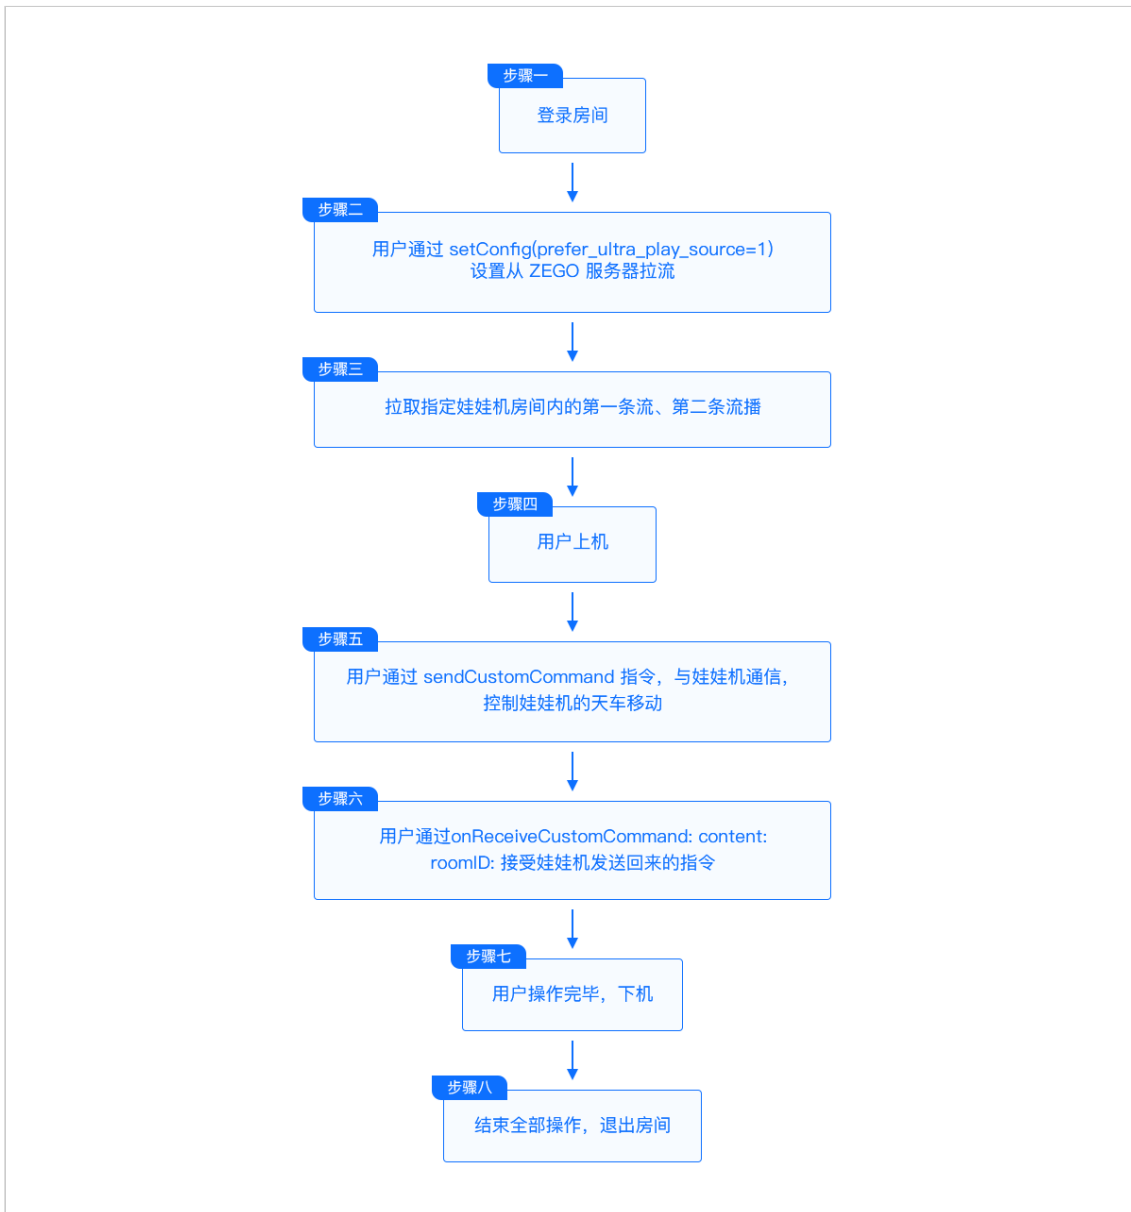 步骤一
登录房间
步骤二
用户通过 setConfig(prefer_ultra_play_source=1)
设置从 ZEGO 服务器拉流
步骤三
拉取指定娃娃机房间内的第一条流、第二条流播
步骤四
用户上机
步骤五
用户通过 sendCustomCommand 指令，与娃娃机通信，
控制娃娃机的天车移动
步骤六
用户通过onReceiveCustomCommand: content:
roomID: 接受娃娃机发送回来的指令
步骤七
用户操作完毕，下机
步骤八
结束全部操作，退出房间